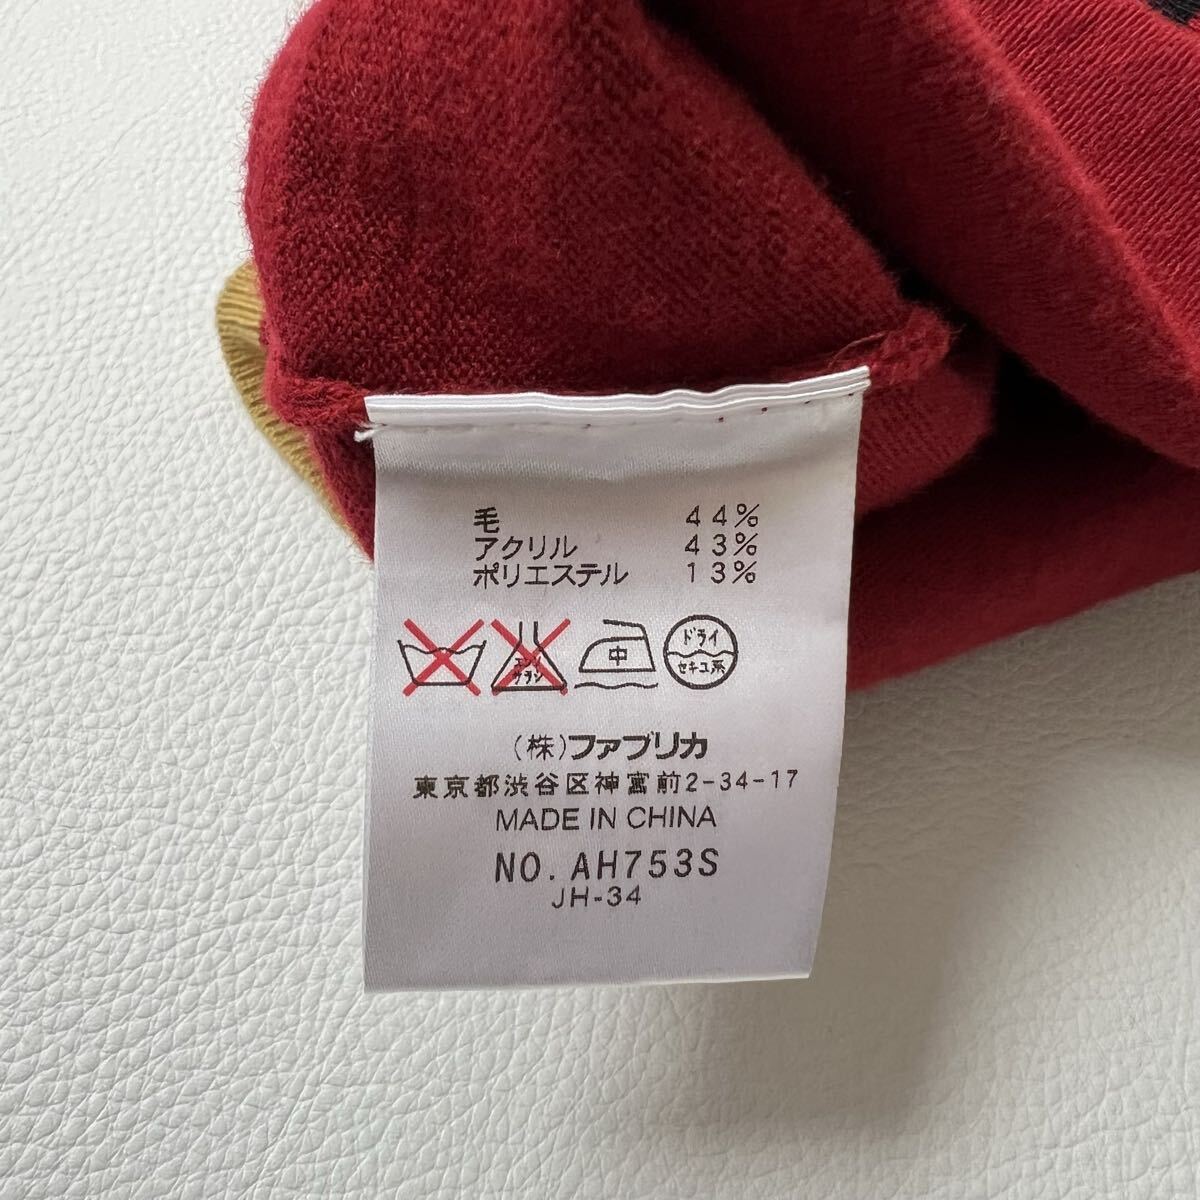 毛 44%
アクリル 43%
ポリエステル 13%
エンソ
サラシ
中
ドライ
セキユ系
(株)ファブリカ
東京都渋谷区神宮前2-34-17
MADE IN CHINA
NO. AH753S
JH-34